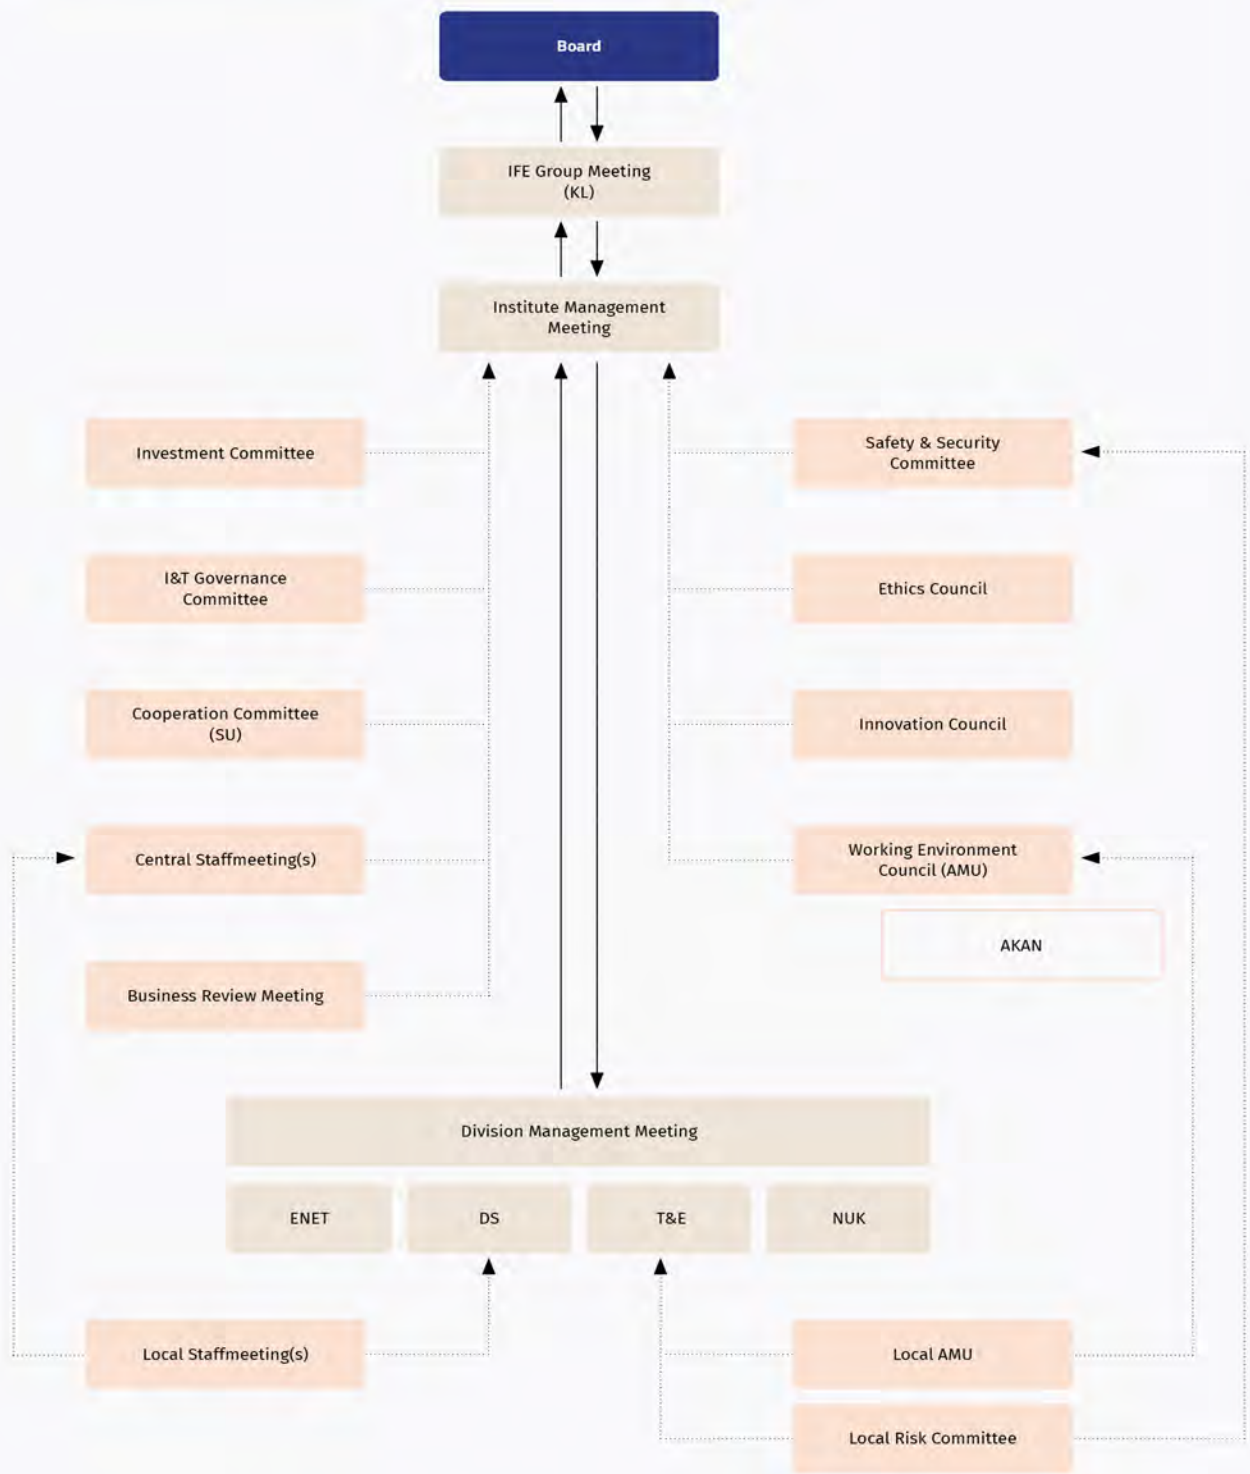 Board
IFE Group Meeting
(KL)
Institute Management
Meeting
Investment Committee
Safety & Security
Committee
I&T Governance
Committee
Ethics Council
Cooperation Committee
(SU)
Innovation Council
Central Staffmeeting(s)
Working Environment
Council (AMU)
AKAN
Business Review Meeting
Division Management Meeting
ENET
DS
T&E
NUK
Local Staffmeeting(s)
Local AMU
Local Risk Committee